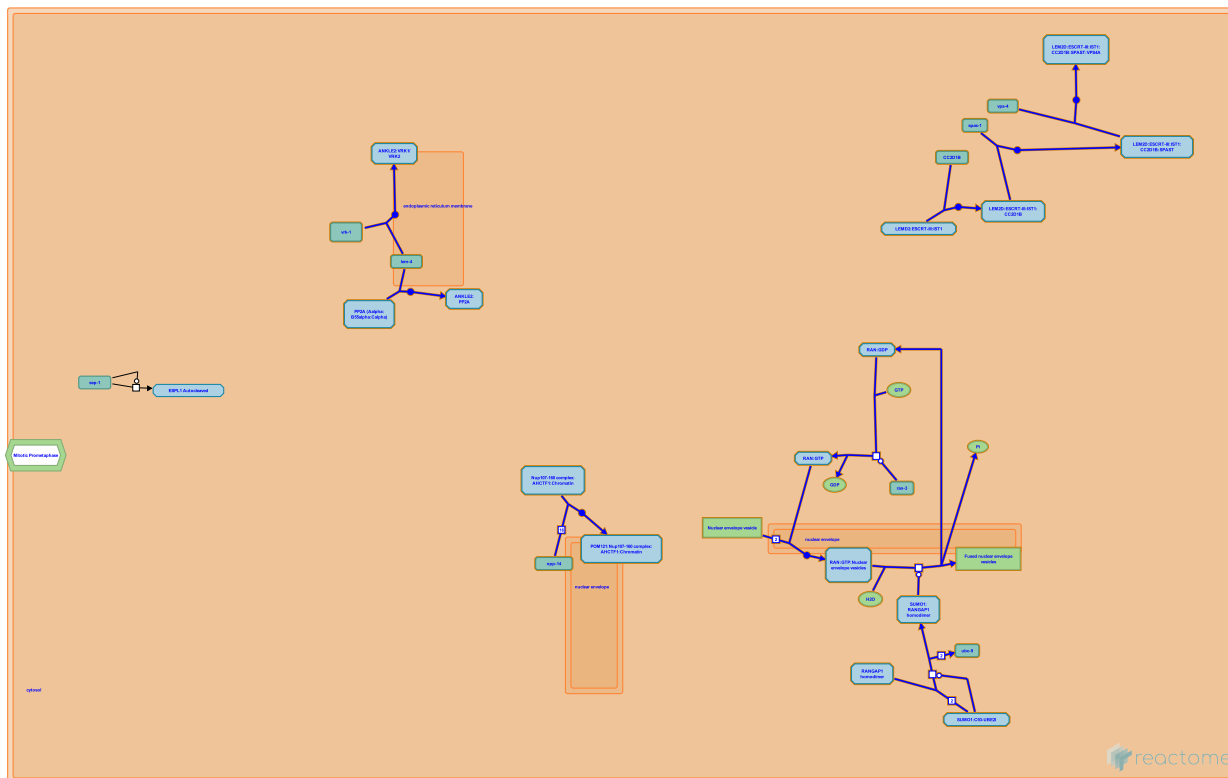 LEM2D:ESCRT-III:IST1:
CC2D1B:SPAST:VPS4A
vps-4
spas-1
LEM2D:ESCRT-III:IST1:
CC2D1B:SPAST
CC2D1B
LEM2D:ESCRT-III:IST1:
CC2D1B
LEMD2:ESCRT-III:IST1
ANKLE2:VRK1/
VRK2
endoplasmic reticulum membrane
vrk-1
lem-4
PP2A (Aalpha:
B55alpha:Calpha)
ANKLE2:
PP2A
RAN:GDP
GTP
sep-1
ESPL1 Autocleaved
Mitotic Prometaphase
RAN:GTP
GDP
ran-3
Pi
Nup107-160 complex:
AHCTF1:Chromatin
POM121:Nup107-160 complex:
AHCTF1:Chromatin
npp-14
nuclear envelope
Nuclear envelope vesicle
2
nuclear envelope
RAN:GTP:Nuclear
envelope vesicles
Fused nuclear envelope
vesicles
H2O
SUMO1:
RANGAP1
homodimer
2
RANGAP1
homodimer
2
SUMO1:C93-UBE2I
cytosol
reactome